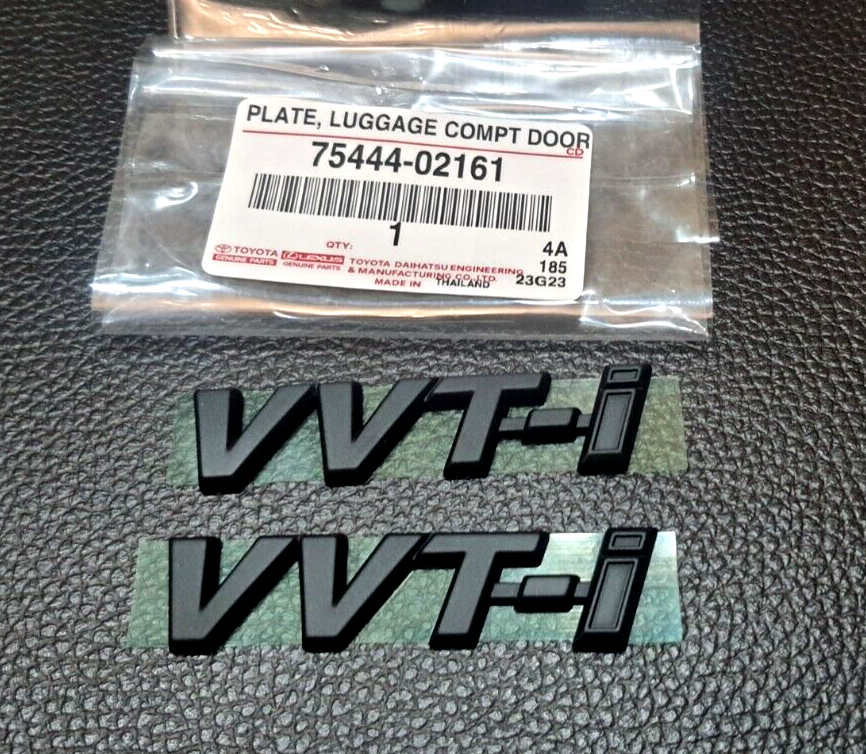 PLATE, LUGGAGE COMPT DOOR
CD
75444-02161
QTY: 1
4A
TOYOTA
GENUINE PARTS
LEXUS
GENUINE PARTS
TOYOTA DAIHATSU ENGINEERING
& MANUFACTURING CO., LTD.
185
MADE IN THAILAND
23G23
VVT-i
VVT-i